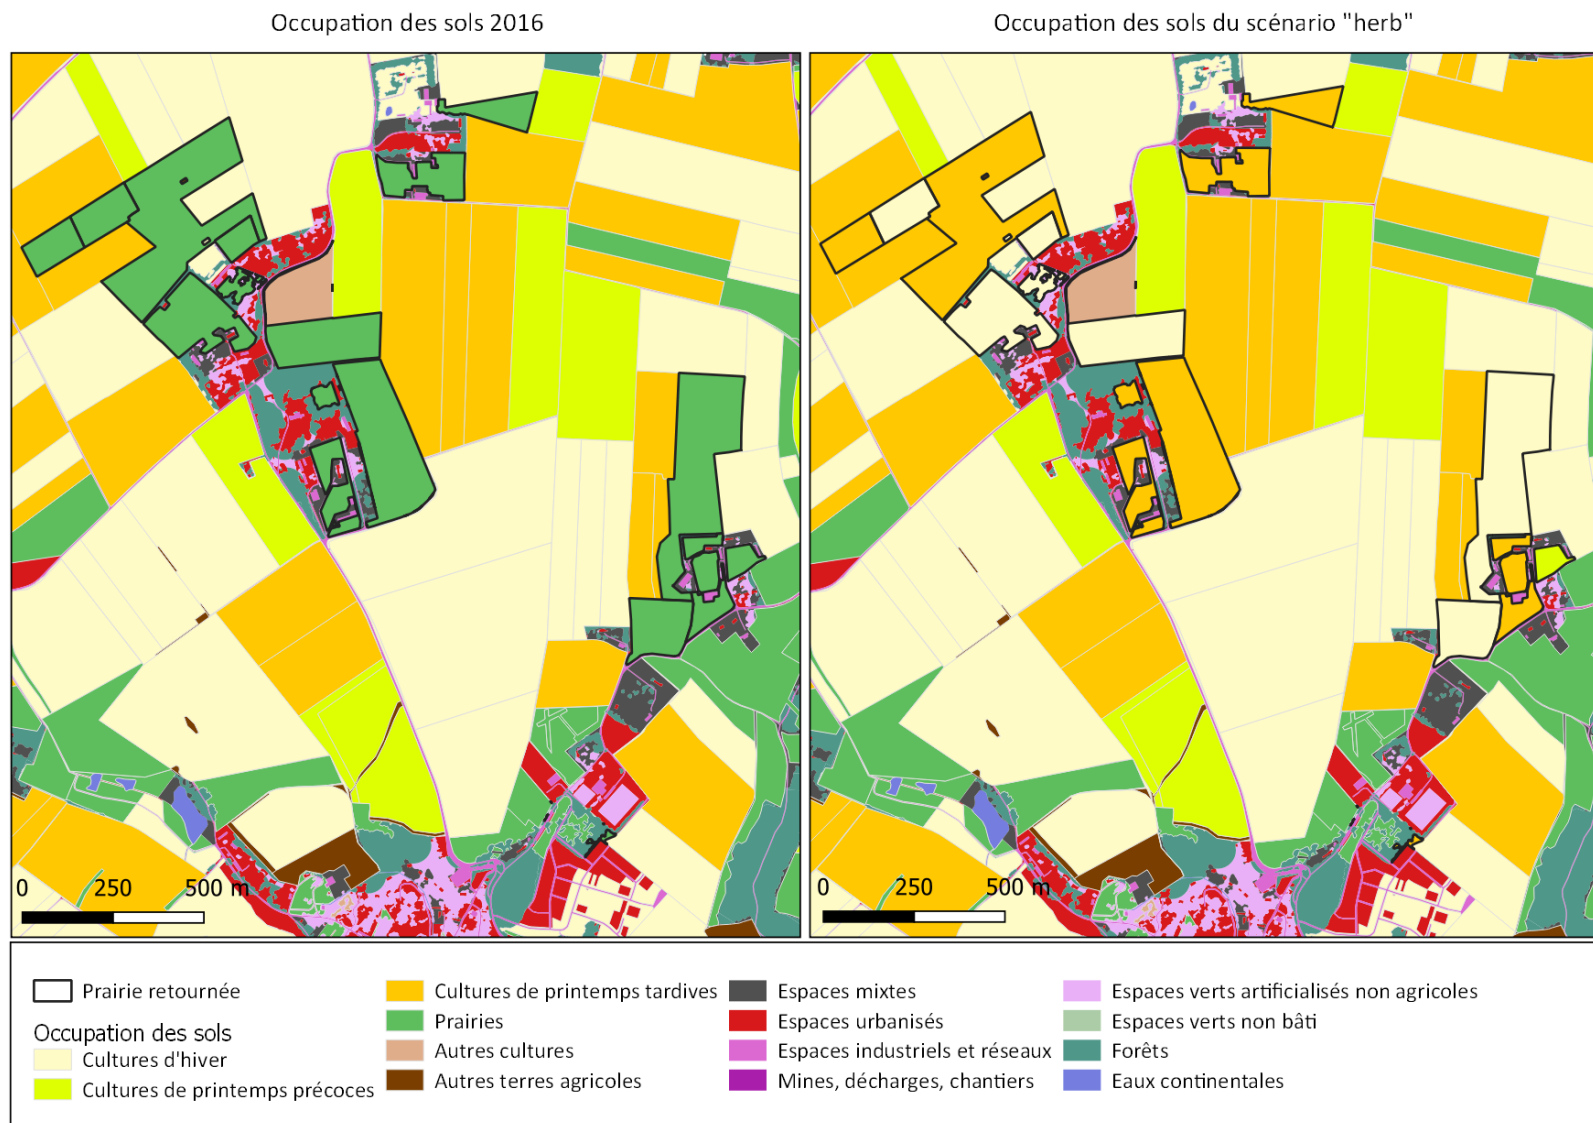 Occupation des sols 2016
Occupation des sols du scénario "herb"
0 250 500 m
0 250 500 m
Prairie retournée
Occupation des sols
Cultures d'hiver
Cultures de printemps précoces
Cultures de printemps tardives
Prairies
Autres cultures
Autres terres agricoles
Espaces mixtes
Espaces urbanisés
Espaces industriels et réseaux
Mines, décharges, chantiers
Espaces verts artificialisés non agricoles
Espaces verts non bâti
Forêts
Eaux continentales